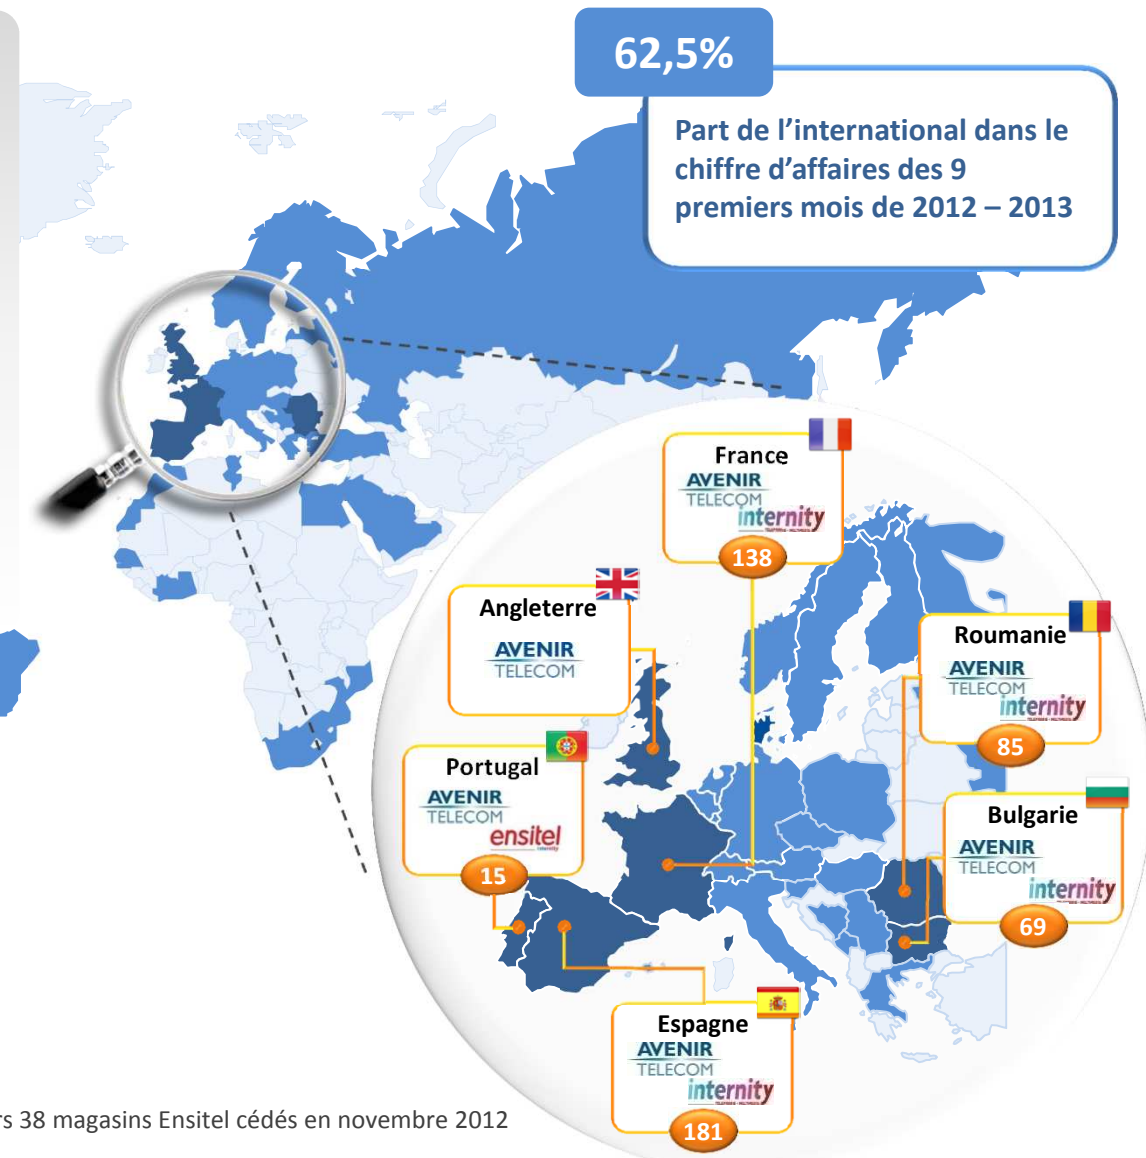 62,5%
Part de l’international dans le
chiffre d’affaires des 9
premiers mois de 2012 – 2013
France
AVENIR
TELECOM
internity
138
Angleterre
AVENIR
TELECOM
Roumanie
AVENIR
TELECOM
internity
85
Portugal
AVENIR
TELECOM
ensitel
15
Bulgarie
AVENIR
TELECOM
internity
69
Espagne
AVENIR
TELECOM
internity
181
38 magasins Ensitel cédés en novembre 2012